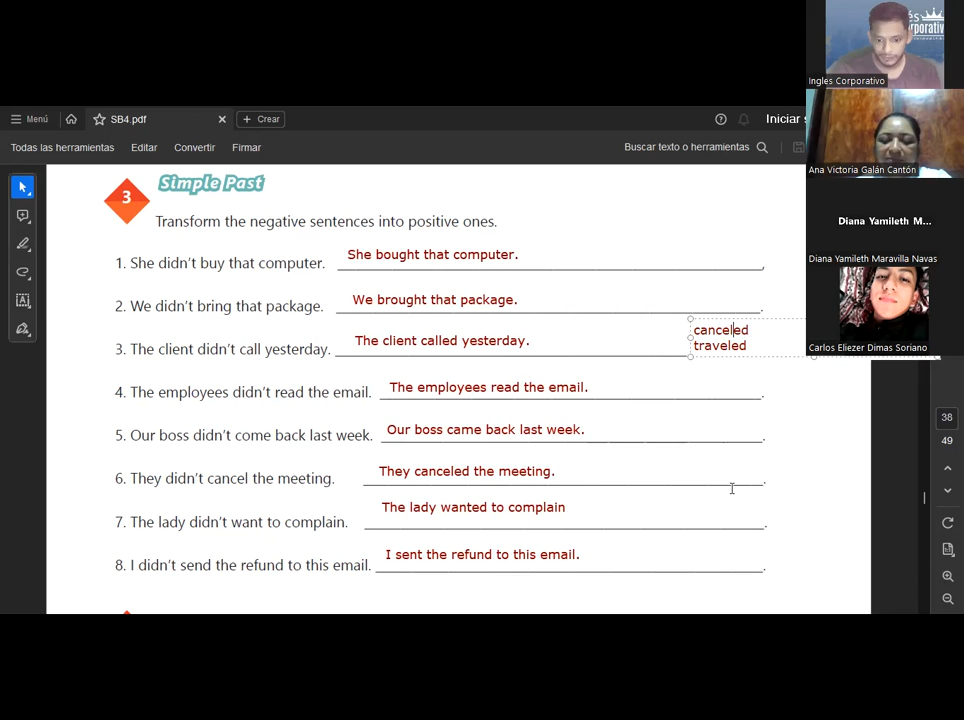 és
orporativo
Ingles Corporativo
Menú
SB4.pdf
Crear
Iniciar s
Todas las herramientas
Editar
Convertir
Firmar
Buscar texto o herramientas
Ana Victoria Galán Cantón
Diana Yamileth M...
Diana Yamileth Maravilla Navas
Carlos Eliezer Dimas Soriano
3
Simple Past
Transform the negative sentences into positive ones.
1. She didn't buy that computer. She bought that computer.
2. We didn't bring that package. We brought that package.
canceled
traveled
3. The client didn't call yesterday. The client called yesterday.
4. The employees didn't read the email. The employees read the email.
5. Our boss didn't come back last week. Our boss came back last week.
6. They didn't cancel the meeting. They canceled the meeting.
7. The lady didn't want to complain. The lady wanted to complain
8. I didn't send the refund to this email. I sent the refund to this email.
38
49